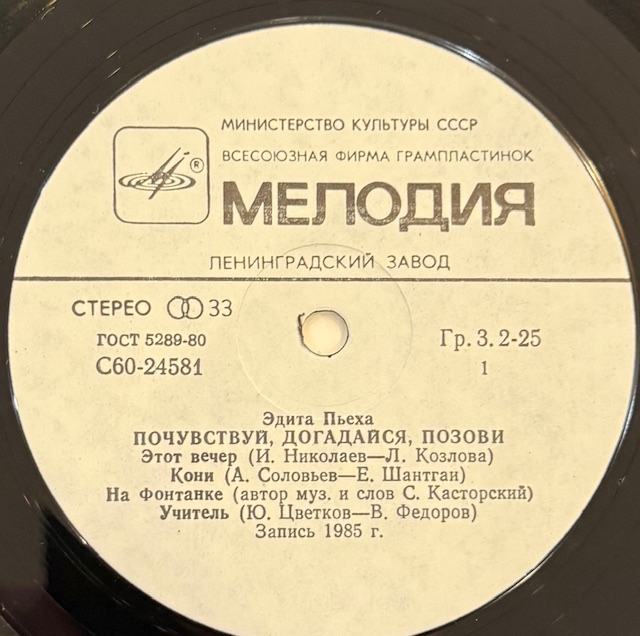 МИНИСТЕРСТВО КУЛЬТУРЫ СССР
ВСЕСОЮЗНАЯ ФИРМА ГРАМПЛАСТИНОК
®
МЕЛОДИЯ
ЛЕНИНГРАДСКИЙ ЗАВОД
СТЕРЕО 33
ГОСТ 5289-80
С60-24581
Гр. 3. 2-25
1
Эдита Пьеха
ПОЧУВСТВУЙ, ДОГАДАЙСЯ, ПОЗОВИ
Этот вечер (И. Николаев—Л. Козлова)
Кони (А. Соловьев—Е. Шантгаи)
На Фонтанке (автор муз. и слов С. Касторский)
Учитель (Ю. Цветков—В. Федоров)
Запись 1985 г.